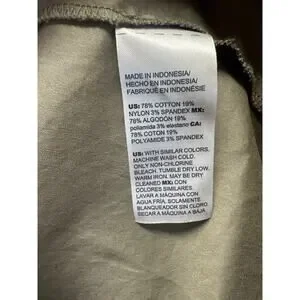 MADE IN INDONESIA/
HECHO EN INDONESIA/
FABRIQUÉ EN INDONÉSIE
US: 78% COTTON 19%
NYLON 3% SPANDEX MX:
78% ALGODÓN 19%
poliamida 3% elastano CA:
78% COTTON 19%
POLYAMIDE 3% SPANDEX
US: WITH SIMILAR COLORS.
MACHINE WASH COLD.
ONLY NON-CHLORINE
BLEACH. TUMBLE DRY LOW.
WARM IRON. MAY BE DRY
CLEANED MX: MX: CON
COLORES SIMILARES
LAVAR A MÁQUINA CON
AGUA FRÍA. SOLAMENTE
BLANQUEADOR SIN CLORO
SECAR A MÁQUINA A BAJA